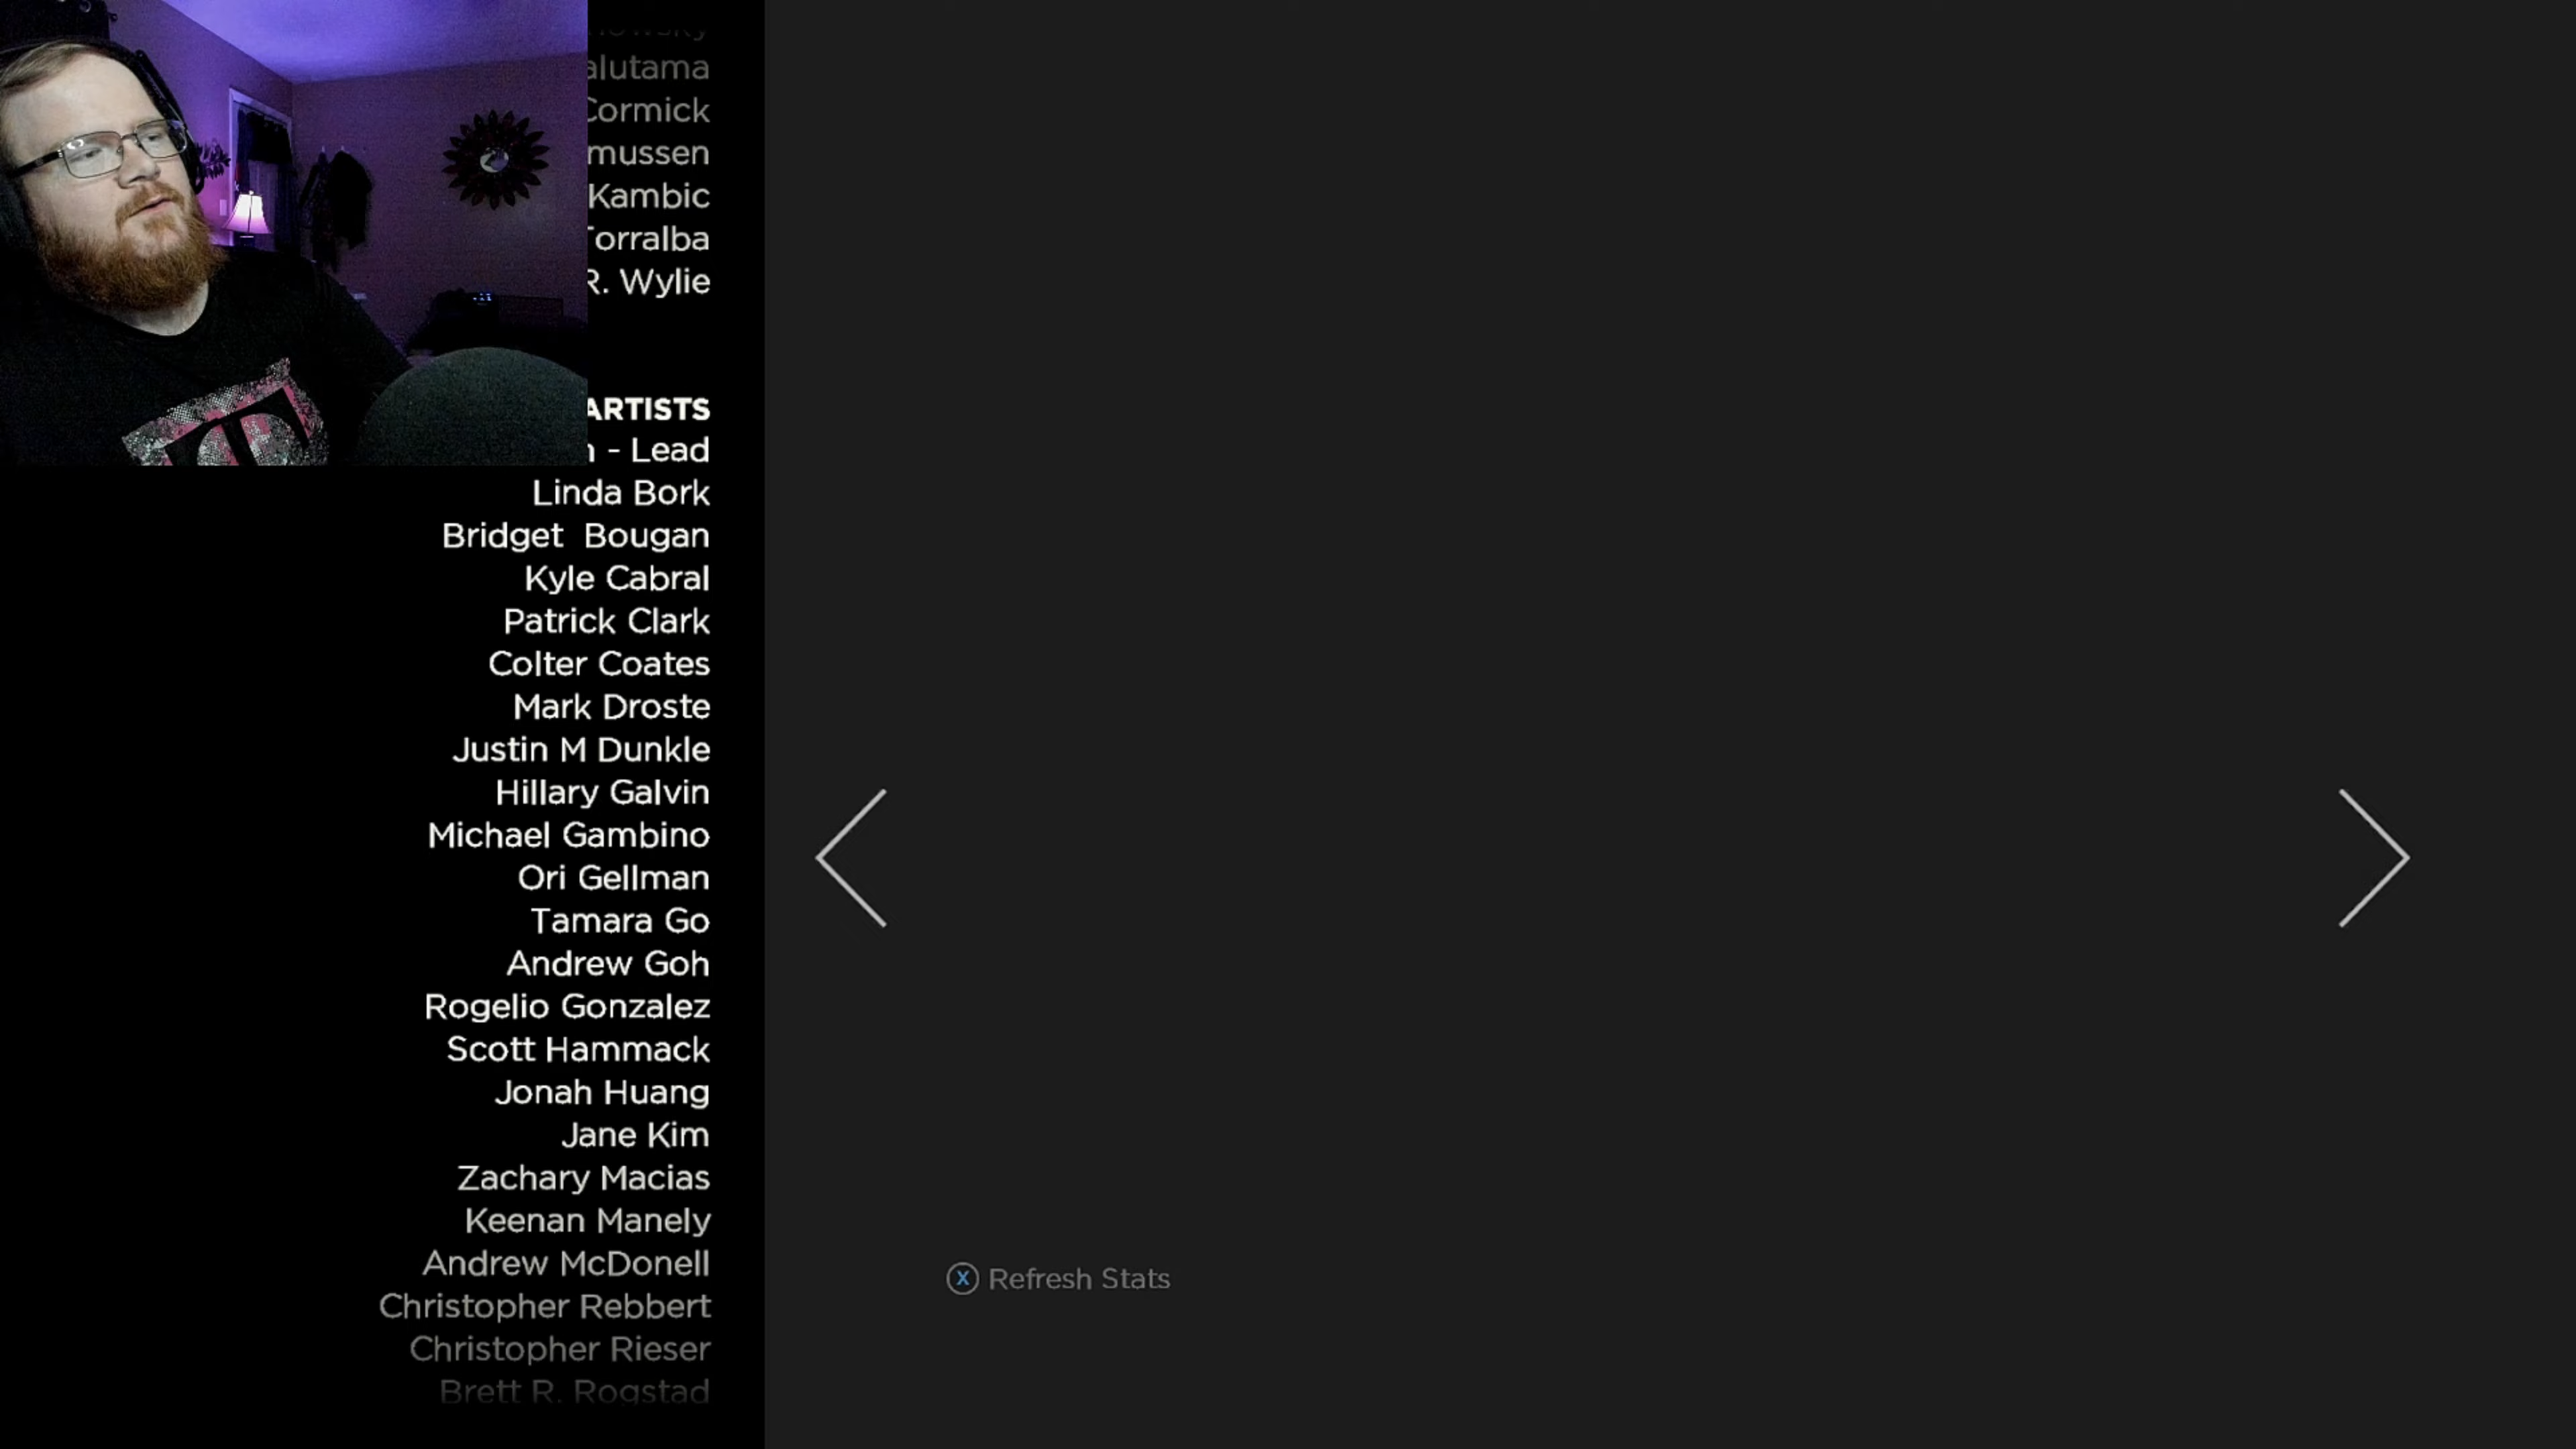 Cormick
mussen
Kambic
Torralba
R. Wylie
ARTISTS
- Lead
Linda Bork
Bridget Bougan
Kyle Cabral
Patrick Clark
Colter Coates
Mark Droste
Justin M Dunkle
Hillary Galvin
Michael Gambino
Ori Gellman
Tamara Go
Andrew Goh
Rogelio Gonzalez
Scott Hammack
Jonah Huang
Jane Kim
Zachary Macias
Keenan Manely
Andrew McDonell
Christopher Rebbert
Christopher Rieser
Brett R. Rogstad
X Refresh Stats